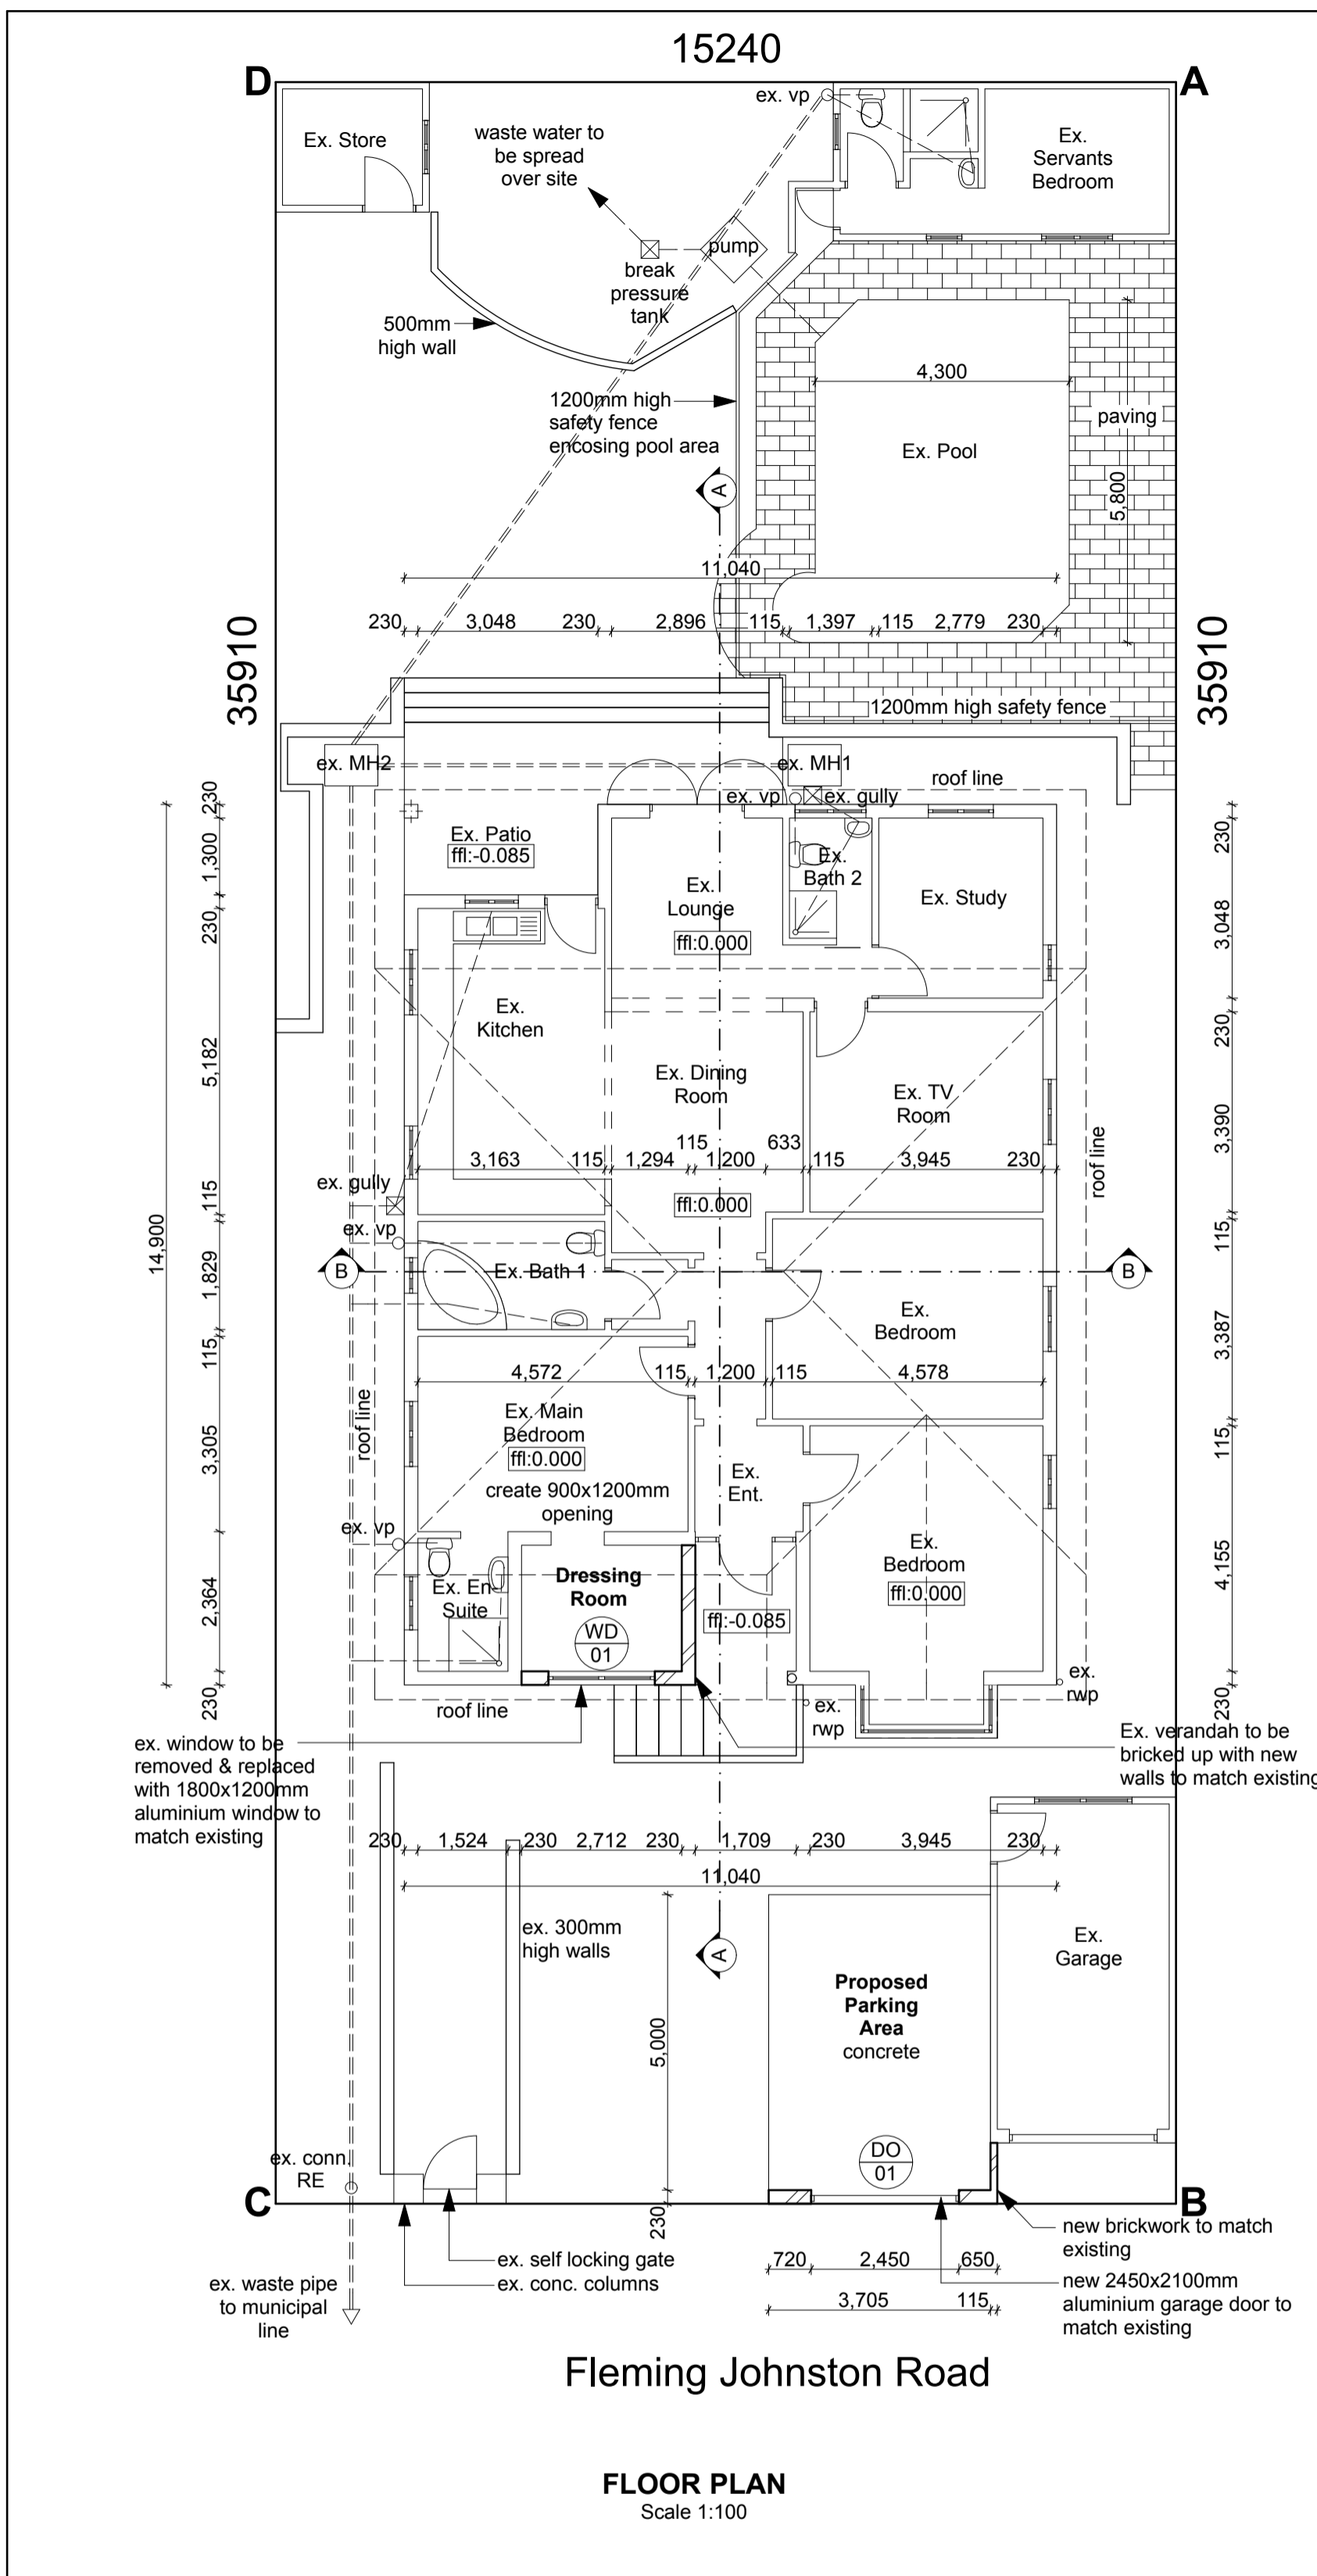 15240
D
A
ex. vp
Ex. Store
waste water to
be spread
over site
Ex.
Servants
Bedroom
pump
break
pressure
tank
500mm
high wall
4,300
1200mm high
safety fence
encosing pool area
paving
Ex. Pool
A
5,800
11,040
230
3,048
230
2,896
115
1,397
115
2,779
230
35910
35910
1200mm high safety fence
ex. MH2
ex. MH1
roof line
ex. vp
ex. gully
230
1,300
230
5,182
115
1,829
115
3,305
2,364
230
14,900
Ex. Patio
ffl:-0.085
Ex.
Bath 2
Ex.
Lounge
ffl:0.000
Ex. Study
230
3,048
230
3,390
115
3,387
115
4,155
230
Ex.
Kitchen
Ex. Dining
Room
Ex. TV
Room
roof line
3,163
115
1,294
115
1,200
633
115
3,945
230
ex. gully
ffl:0.000
ex. vp
B
Ex. Bath 1
B
Ex.
Bedroom
4,572
115
1,200
115
4,578
roof line
Ex. Main
Bedroom
ffl:0.000
create 900x1200mm
opening
Ex.
Ent.
ex. vp
Ex.
Bedroom
ffl:0.000
Ex. En-
Suite
Dressing
Room
WD
01
ffl:-0.085
roof line
ex.
rwp
ex.
rwp
ex. window to be
removed & replaced
with 1800x1200mm
aluminium window to
match existing
Ex. verandah to be
bricked up with new
walls to match existing
230
1,524
230
2,712
230
1,709
230
3,945
230
11,040
ex. 300mm
high walls
A
Ex.
Garage
Proposed
Parking
Area
concrete
5,000
DO
01
ex. conn.
RE
C
B
230
new brickwork to match
existing
ex. self locking gate
ex. conc. columns
720
2,450
650
ex. waste pipe
to municipal
line
3,705
115
new 2450x2100mm
aluminium garage door to
match existing
Fleming Johnston Road
FLOOR PLAN
Scale 1:100